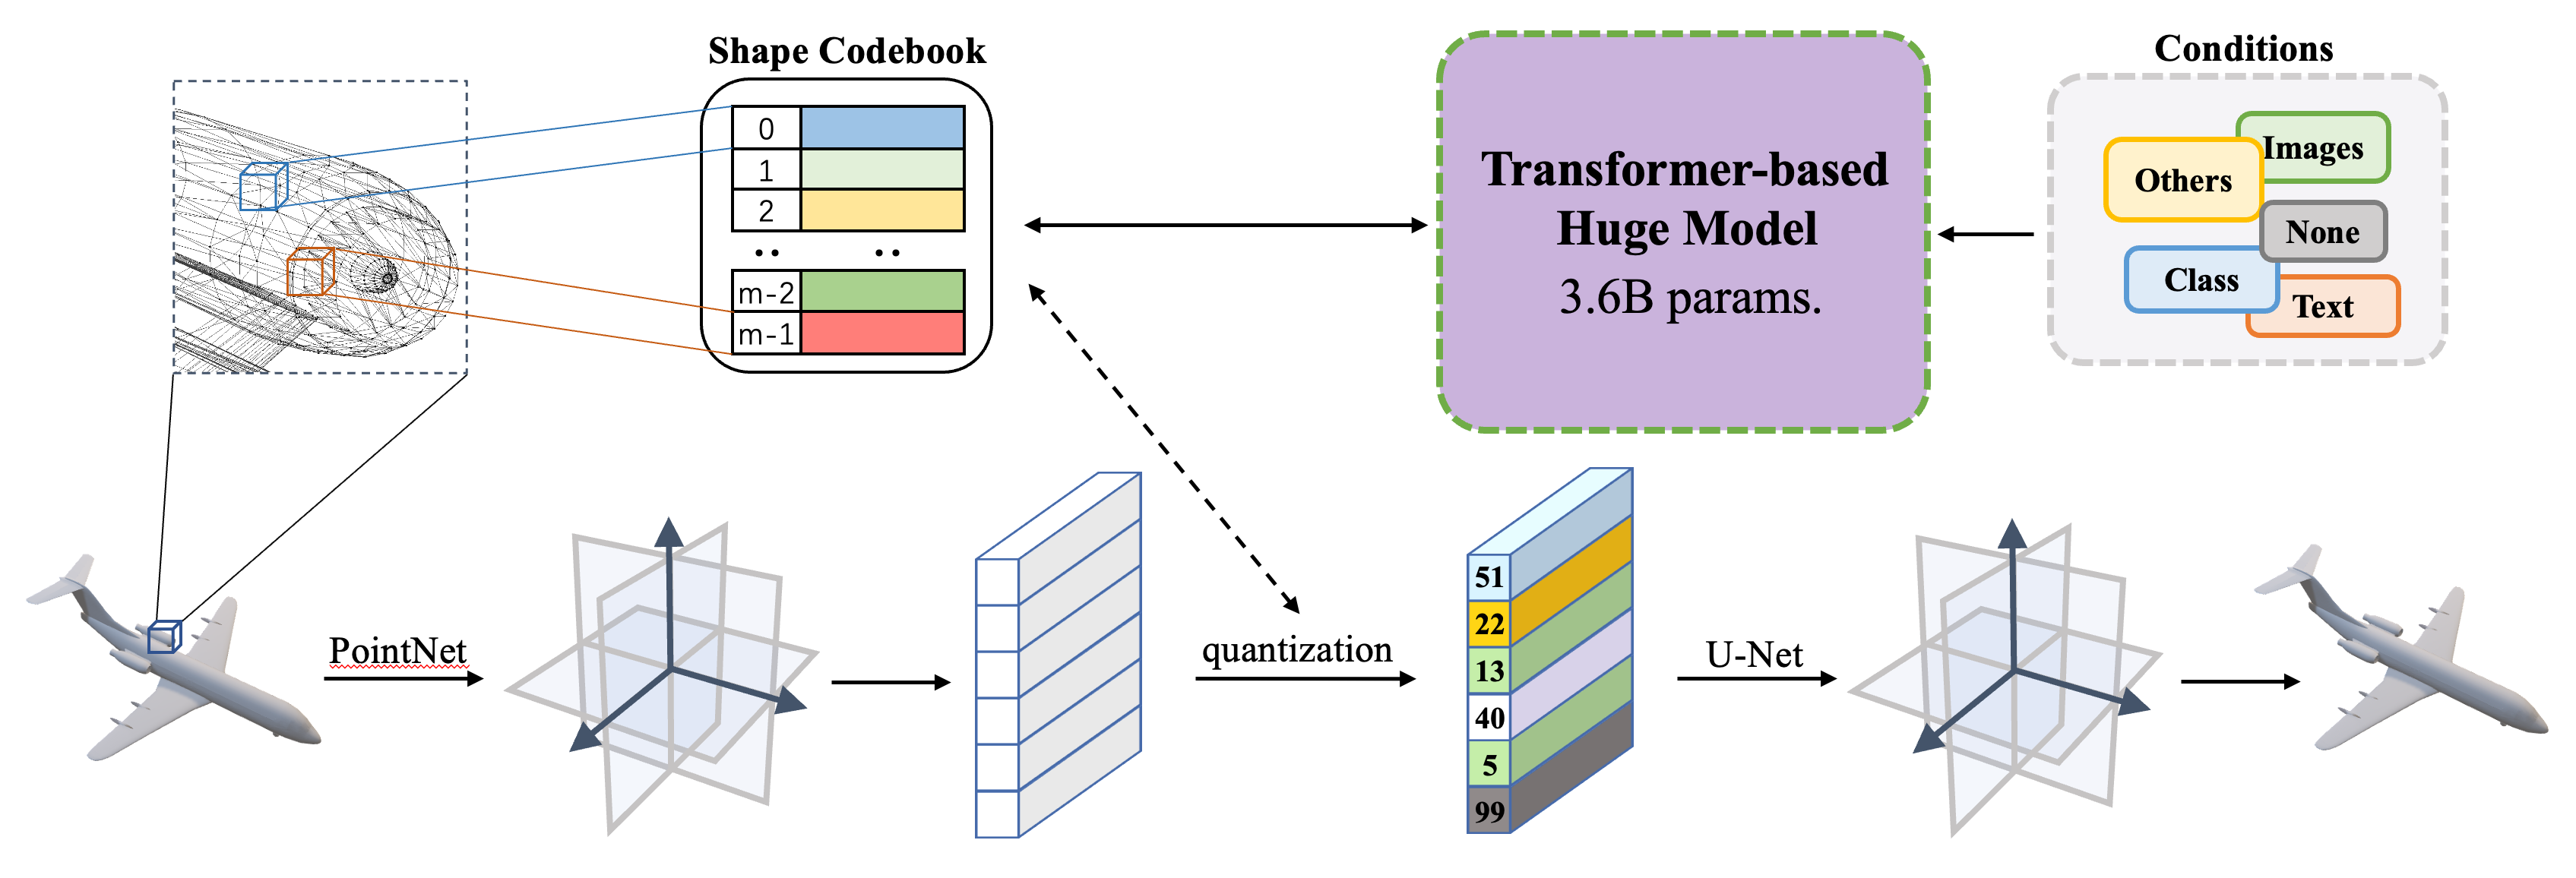 Shape Codebook
0
1
2
.. ..
m-2
m-1
Transformer-based
Huge Model
3.6B params.
Conditions
Images
Others
None
Class
Text
PointNet
quantization
51
22
13
40
5
99
U-Net